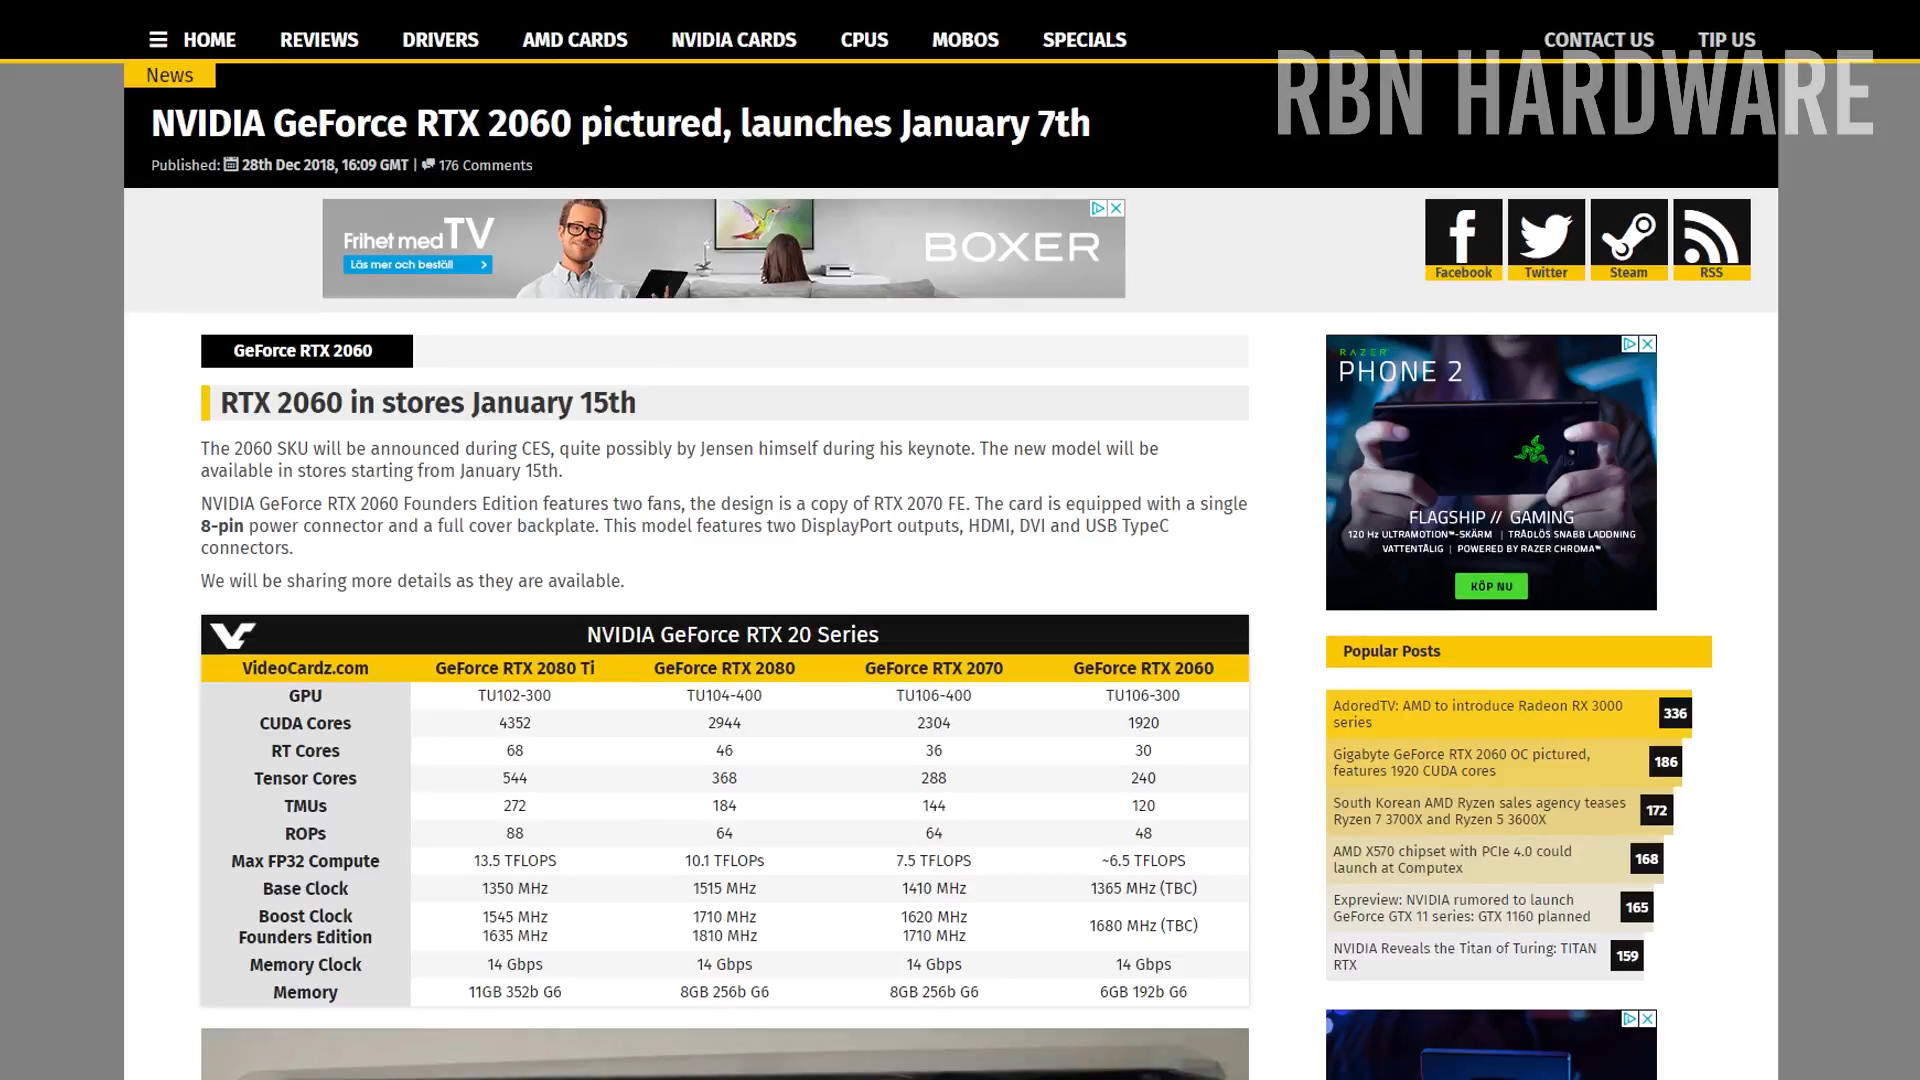 HOME REVIEWS DRIVERS AMD CARDS NVIDIA CARDS CPUS MOBOS SPECIALS CONTACT US TIP US
RBN HARDWARE
News
NVIDIA GeForce RTX 2060 pictured, launches January 7th
Published: 28th Dec 2018, 16:09 GMT | 176 Comments
Frihet med TV
Läs mer och beställ
BOXER
Facebook Twitter Steam RSS
GeForce RTX 2060
RTX 2060 in stores January 15th
The 2060 SKU will be announced during CES, quite possibly by Jensen himself during his keynote. The new model will be
available in stores starting from January 15th.
NVIDIA GeForce RTX 2060 Founders Edition features two fans, the design is a copy of RTX 2070 FE. The card is equipped with a single
8-pin power connector and a full cover backplate. This model features two DisplayPort outputs, HDMI, DVI and USB TypeC
connectors.
We will be sharing more details as they are available.
NVIDIA GeForce RTX 20 Series
VideoCardz.com GeForce RTX 2080 Ti GeForce RTX 2080 GeForce RTX 2070 GeForce RTX 2060
GPU TU102-300 TU104-400 TU106-400 TU106-300
CUDA Cores 4352 2944 2304 1920
RT Cores 68 46 36 30
Tensor Cores 544 368 288 240
TMUs 272 184 144 120
ROPs 88 64 64 48
Max FP32 Compute 13.5 TFLOPS 10.1 TFLOPs 7.5 TFLOPS ~6.5 TFLOPS
Base Clock 1350 MHz 1515 MHz 1410 MHz 1365 MHz (TBC)
Boost Clock 1545 MHz 1710 MHz 1620 MHz 1680 MHz (TBC)
Founders Edition 1635 MHz 1810 MHz 1710 MHz
Memory Clock 14 Gbps 14 Gbps 14 Gbps 14 Gbps
Memory 11GB 352b G6 8GB 256b G6 8GB 256b G6 6GB 192b G6
RAZER
PHONE 2
FLAGSHIP // GAMING
120 Hz ULTRAMOTION™-SKÄRM | TRÅDLÖS SNABB LADDNING
VATTENTÅLIG | POWERED BY RAZER CHROMA™
KÖP NU
Popular Posts
AdoredTV: AMD to introduce Radeon RX 3000
series
336
Gigabyte GeForce RTX 2060 OC pictured,
features 1920 CUDA cores
186
South Korean AMD Ryzen sales agency teases
Ryzen 7 3700X and Ryzen 5 3600X
172
AMD X570 chipset with PCIe 4.0 could
launch at Computex
168
Expreview: NVIDIA rumored to launch
GeForce GTX 11 series: GTX 1160 planned
165
NVIDIA Reveals the Titan of Turing: TITAN
RTX
159